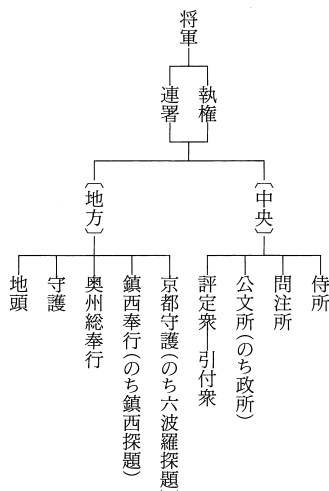 将軍
執権
連署
〔中央〕
侍所
問注所
公文所(のち政所)
評定衆―引付衆
〔地方〕
京都守護(のち六波羅探題)
鎮西奉行(のち鎮西探題)
奥州総奉行
守護
地頭